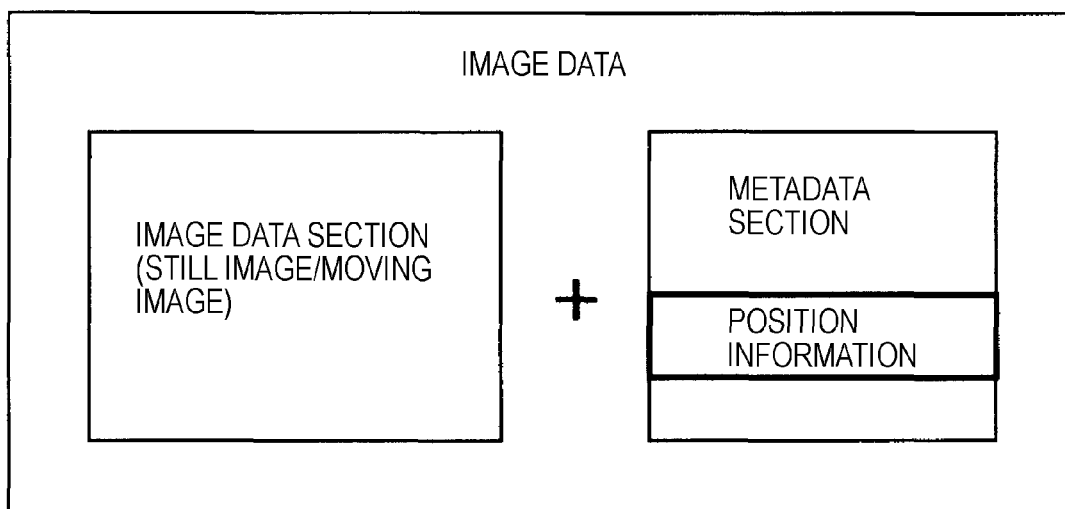 IMAGE DATA
IMAGE DATA SECTION
(STILL IMAGE/MOVING
IMAGE)
+
METADATA
SECTION
POSITION
INFORMATION